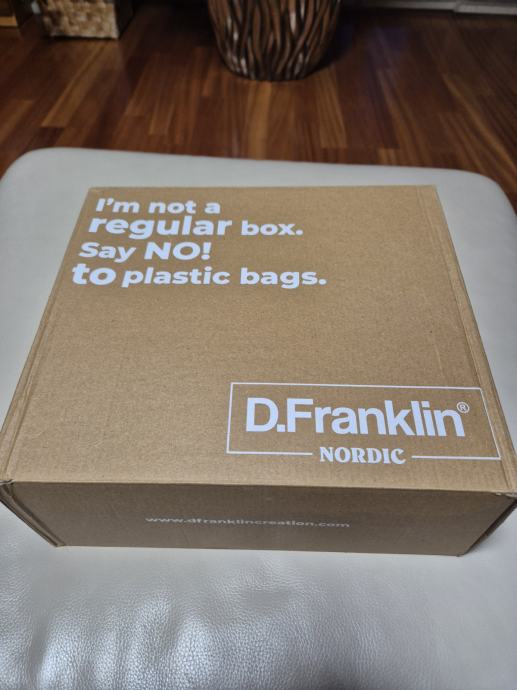 I'm not a
regular box.
Say NO!
to plastic bags.
D.Franklin®
NORDIC
www.dfranklincreation.com